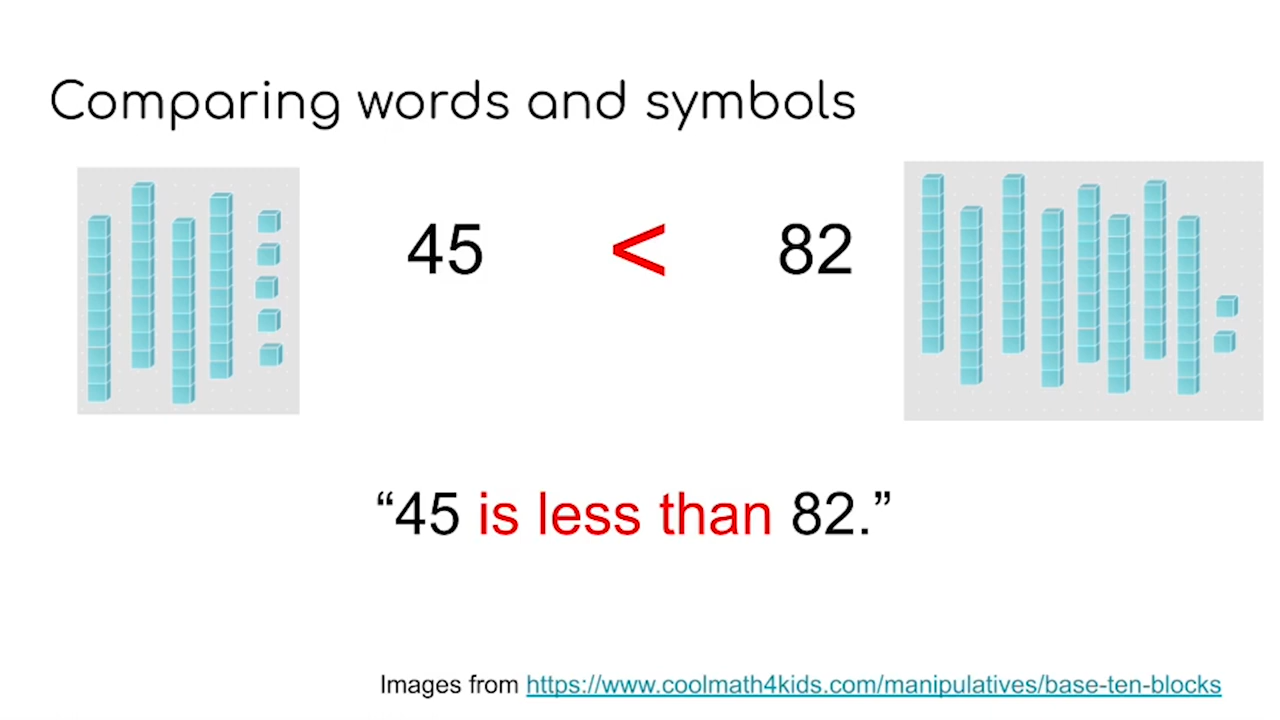 Comparing words and symbols
45 < 82
“45 is less than 82.”
Images from https://www.coolmath4kids.com/manipulatives/base-ten-blocks